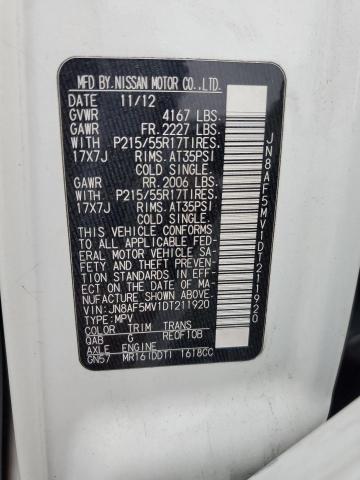 MFD.BY.NISSAN MOTOR CO.,LTD.
DATE 11/12
GVWR 4167 LBS.
GAWR FR. 2227 LBS.
WITH P215/55R17TIRES.
17X7J RIMS. AT35PSI
COLD SINGLE.
GAWR RR. 2006 LBS.
WITH P215/55R17TIRES.
17X7J RIMS. AT35PSI
COLD SINGLE.
THIS VEHICLE CONFORMS
TO ALL APPLICABLE FED-
ERAL MOTOR VEHICLE SA-
FETY AND THEFT PREVEN-
TION STANDARDS IN EFF-
ECT ON THE DATE OF MA-
NUFACTURE SHOWN ABOVE.
VIN: JN8AF5MV1DT211920
TYPE: MPV
COLOR TRIM TRANS
QAB G RE0F10B
AXLE ENGINE
GN57 MR16(DDT) 1618CC
JN8AF5MV1DT211920